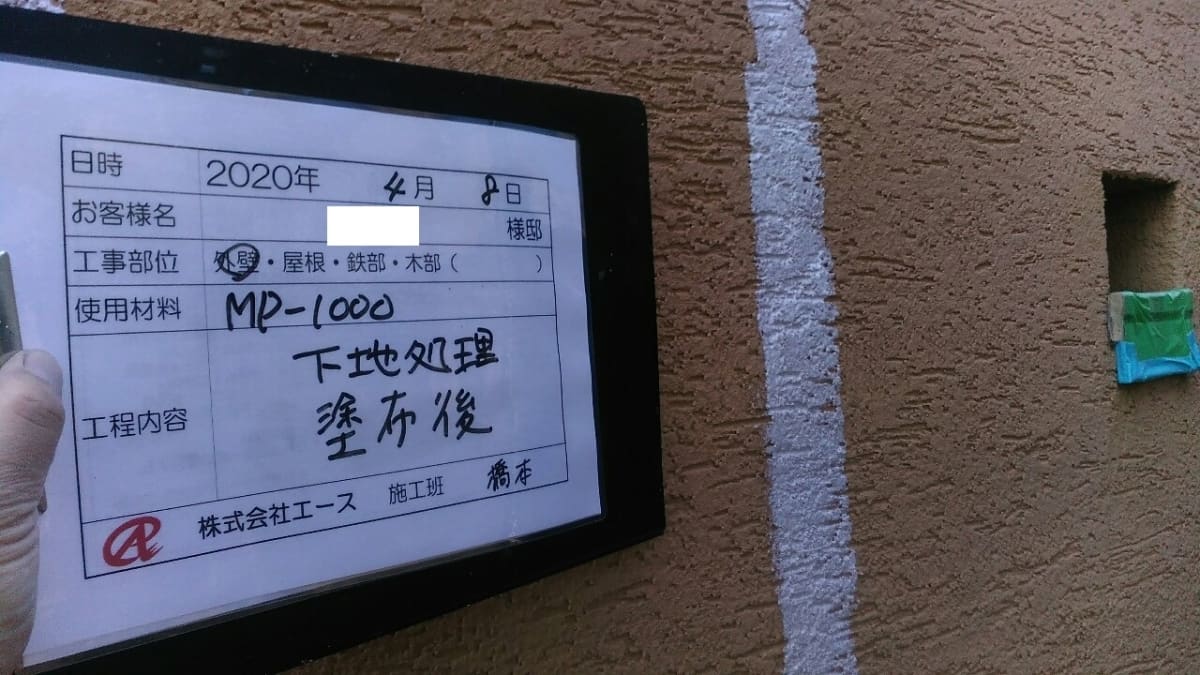 日時 2020年 4月 8日
お客様名 様邸
工事部位 外壁・屋根・鉄部・木部( )
使用材料 MP-1000
工程内容 下地処理
塗布後
株式会社エース 施工班 橋本